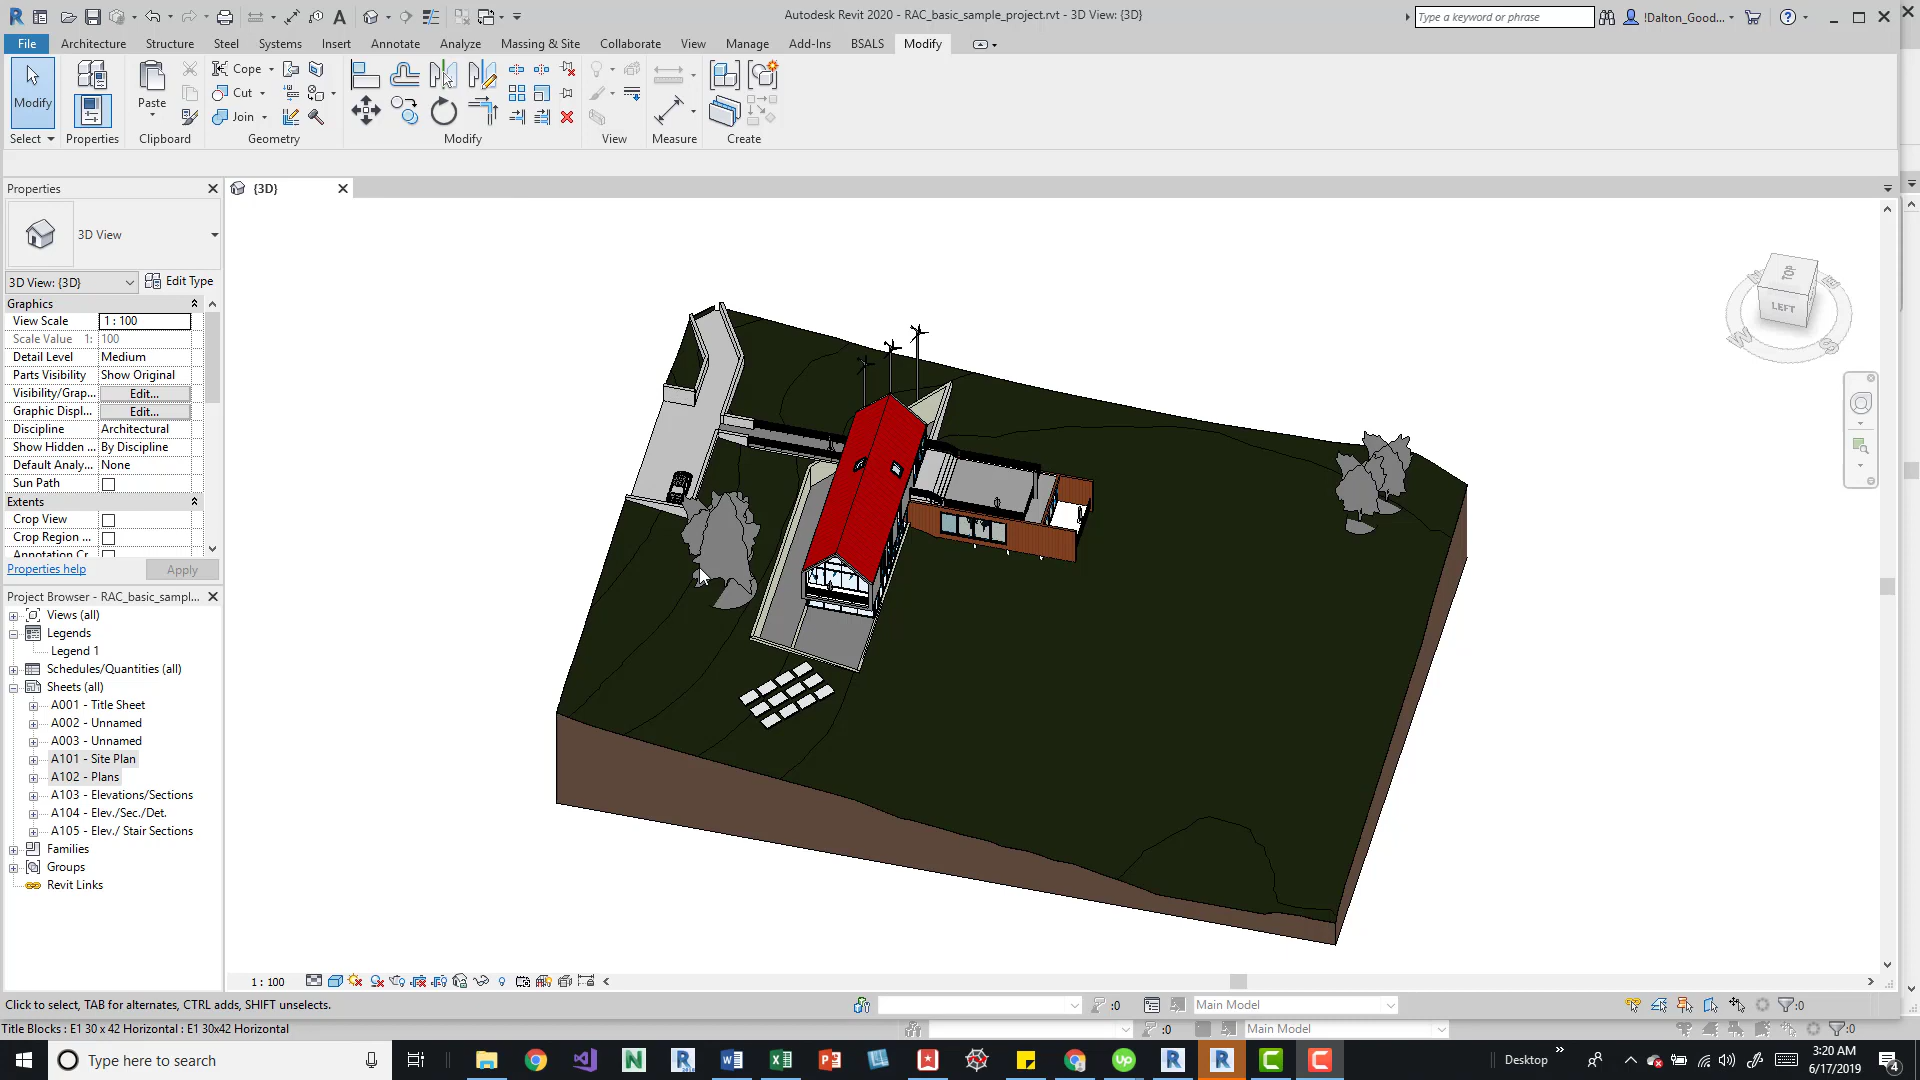 Autodesk Revit 2020 - RAC_basic_sample_project.rvt - 3D View: {3D}
Type a keyword or phrase
!Dalton_Good...
File Architecture Structure Steel Systems Insert Annotate Analyze Massing & Site Collaborate View Manage Add-Ins BSALS Modify
Modify
Paste
Cope
Cut
Join
Select Properties Clipboard Geometry Modify View Measure Create
Properties
{3D}
3D View
3D View: {3D}
Edit Type
Graphics
View Scale 1 : 100
Scale Value 1: 100
Detail Level Medium
Parts Visibility Show Original
Visibility/Grap... Edit...
Graphic Displ... Edit...
Discipline Architectural
Show Hidden ... By Discipline
Default Analy... None
Sun Path
Extents
Crop View
Crop Region ...
Annotation Cr
Properties help
Apply
Project Browser - RAC_basic_sampl...
Views (all)
Legends
Legend 1
Schedules/Quantities (all)
Sheets (all)
A001 - Title Sheet
A002 - Unnamed
A003 - Unnamed
A101 - Site Plan
A102 - Plans
A103 - Elevations/Sections
A104 - Elev./Sec./Det.
A105 - Elev./ Stair Sections
Families
Groups
Revit Links
TOP
LEFT
W
S
1 : 100
Click to select, TAB for alternates, CTRL adds, SHIFT unselects.
:0
Main Model
:0
Title Blocks : E1 30 x 42 Horizontal : E1 30x42 Horizontal
:0
Main Model
:0
Type here to search
Desktop
3:20 AM
6/17/2019
4